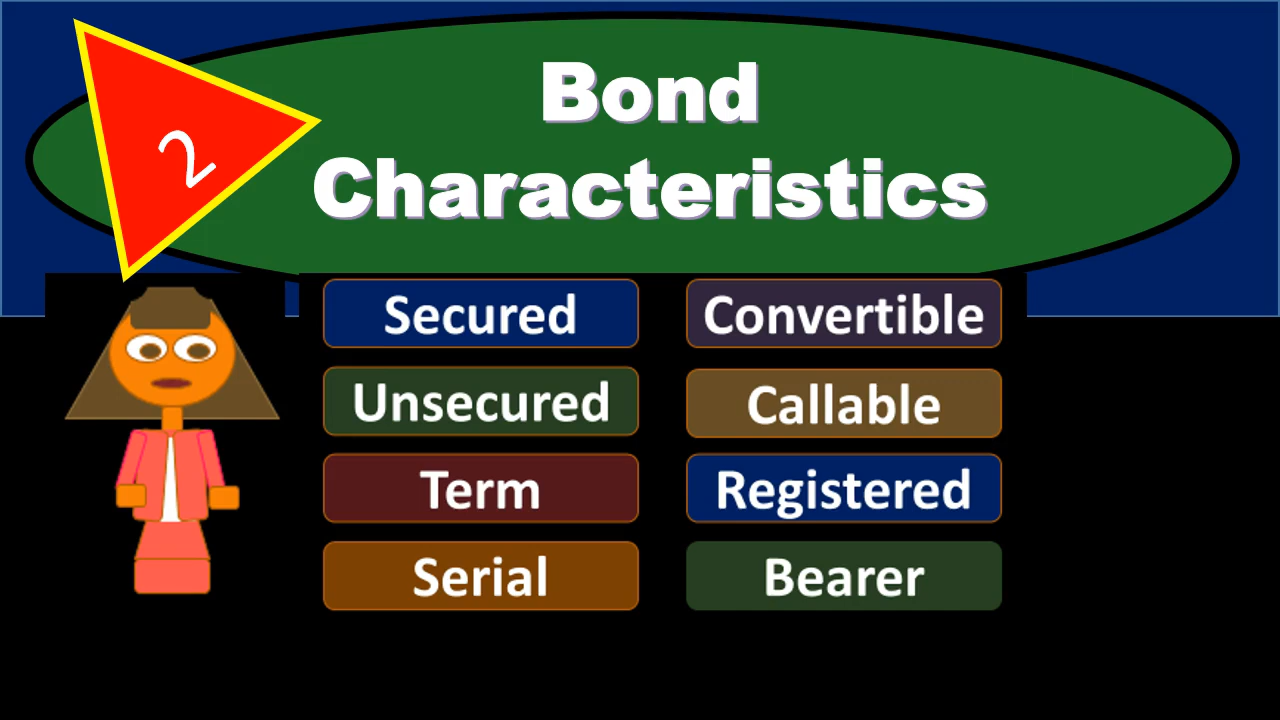 2
Bond
Characteristics
Secured
Convertible
Unsecured
Callable
Term
Registered
Serial
Bearer